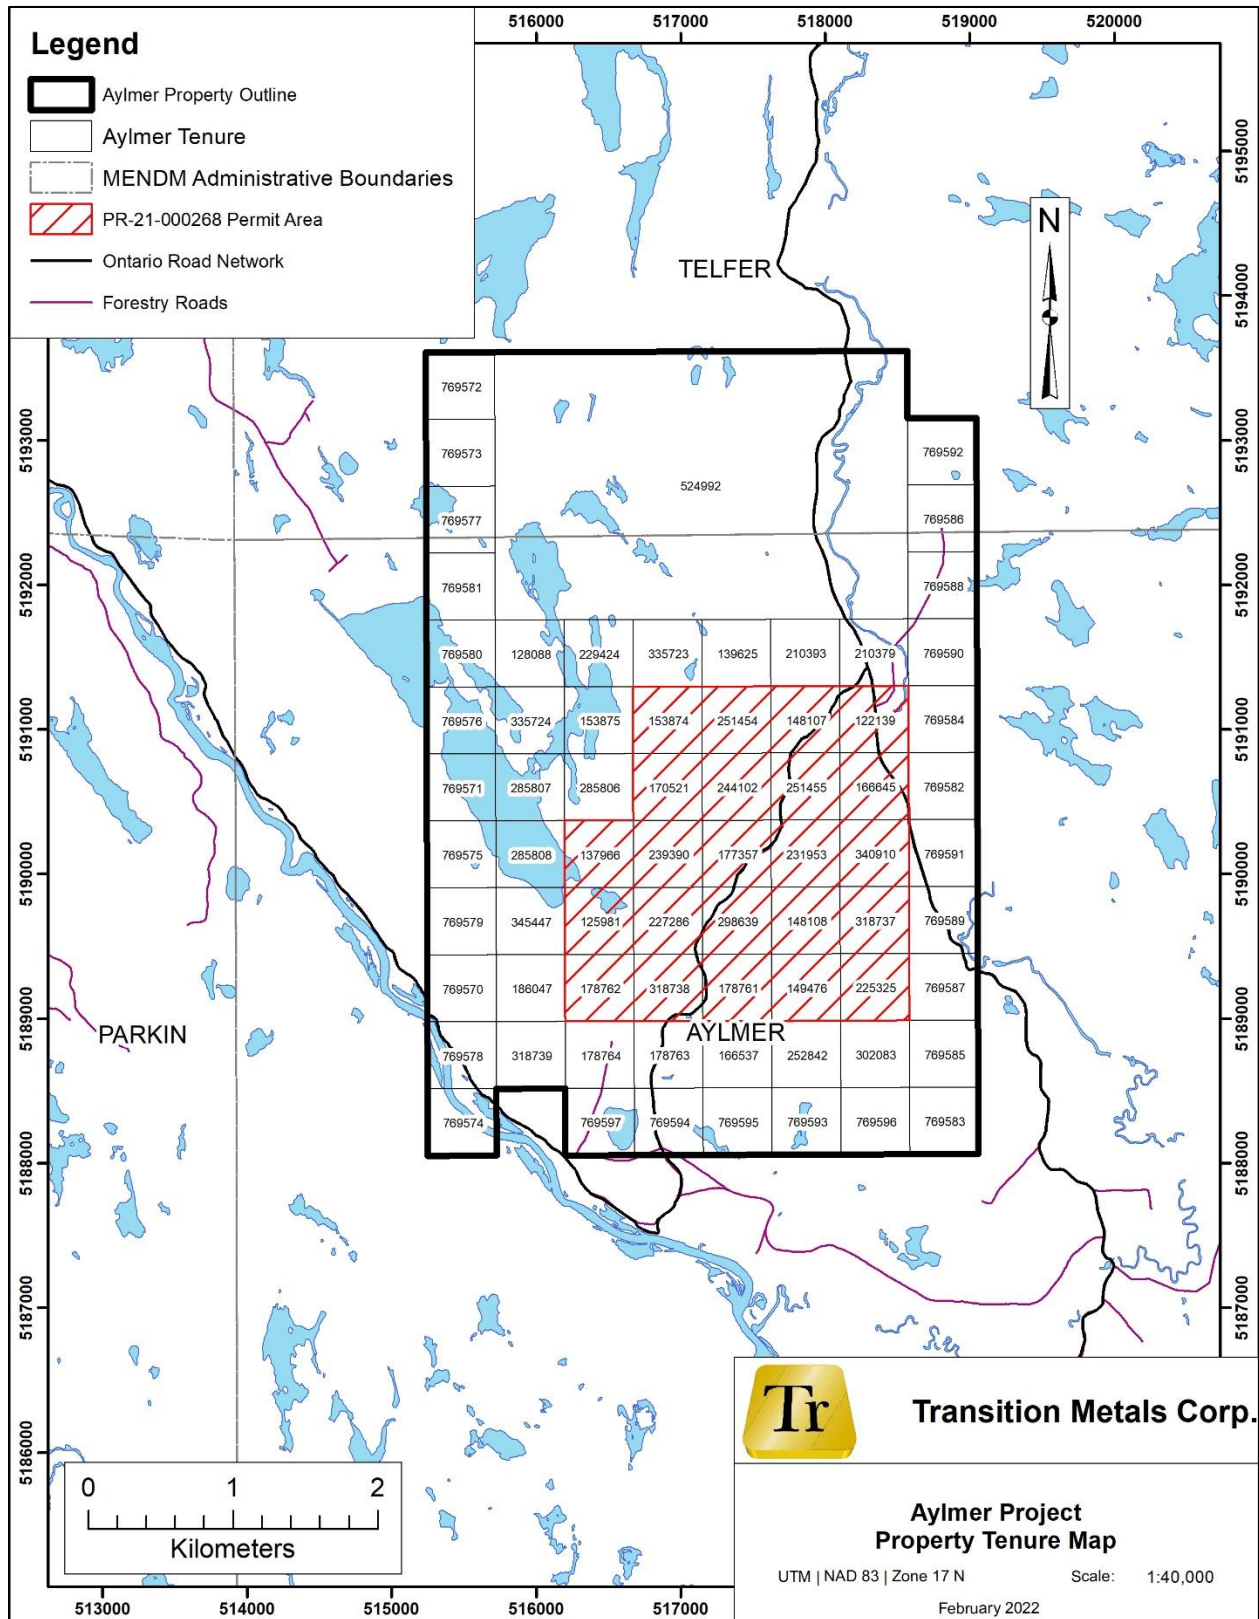 516000 517000 518000 519000 520000
Legend
Aylmer Property Outline
Aylmer Tenure
MENDM Administrative Boundaries
PR-21-000268 Permit Area
Ontario Road Network
Forestry Roads
N
TELFER
5195000
5194000
5193000 5193000
5192000 5192000
5191000 5191000
5190000 5190000
5189000 5189000
5188000 5188000
5187000 5187000
5186000
769572
769573 769592
524992
769577 769586
769581 769588
769580 128088 229424 335723 139625 210393 210379 769590
769576 335724 153875 153874 251454 148107 122139 769584
769571 285807 285806 170521 244102 251455 166645 769582
769575 285808 137966 239390 177357 231953 340910 769591
769579 345447 125981 227286 298639 148108 318737 769589
769570 186047 178762 318738 178761 149476 225325 769587
PARKIN AYLMER
769578 318739 178764 178763 166537 252842 302083 769585
769574 769597 769594 769595 769593 769596 769583
0 1 2
Kilometers
Tr
Transition Metals Corp.
Aylmer Project
Property Tenure Map
UTM | NAD 83 | Zone 17 N Scale: 1:40,000
February 2022
513000 514000 515000 516000 517000